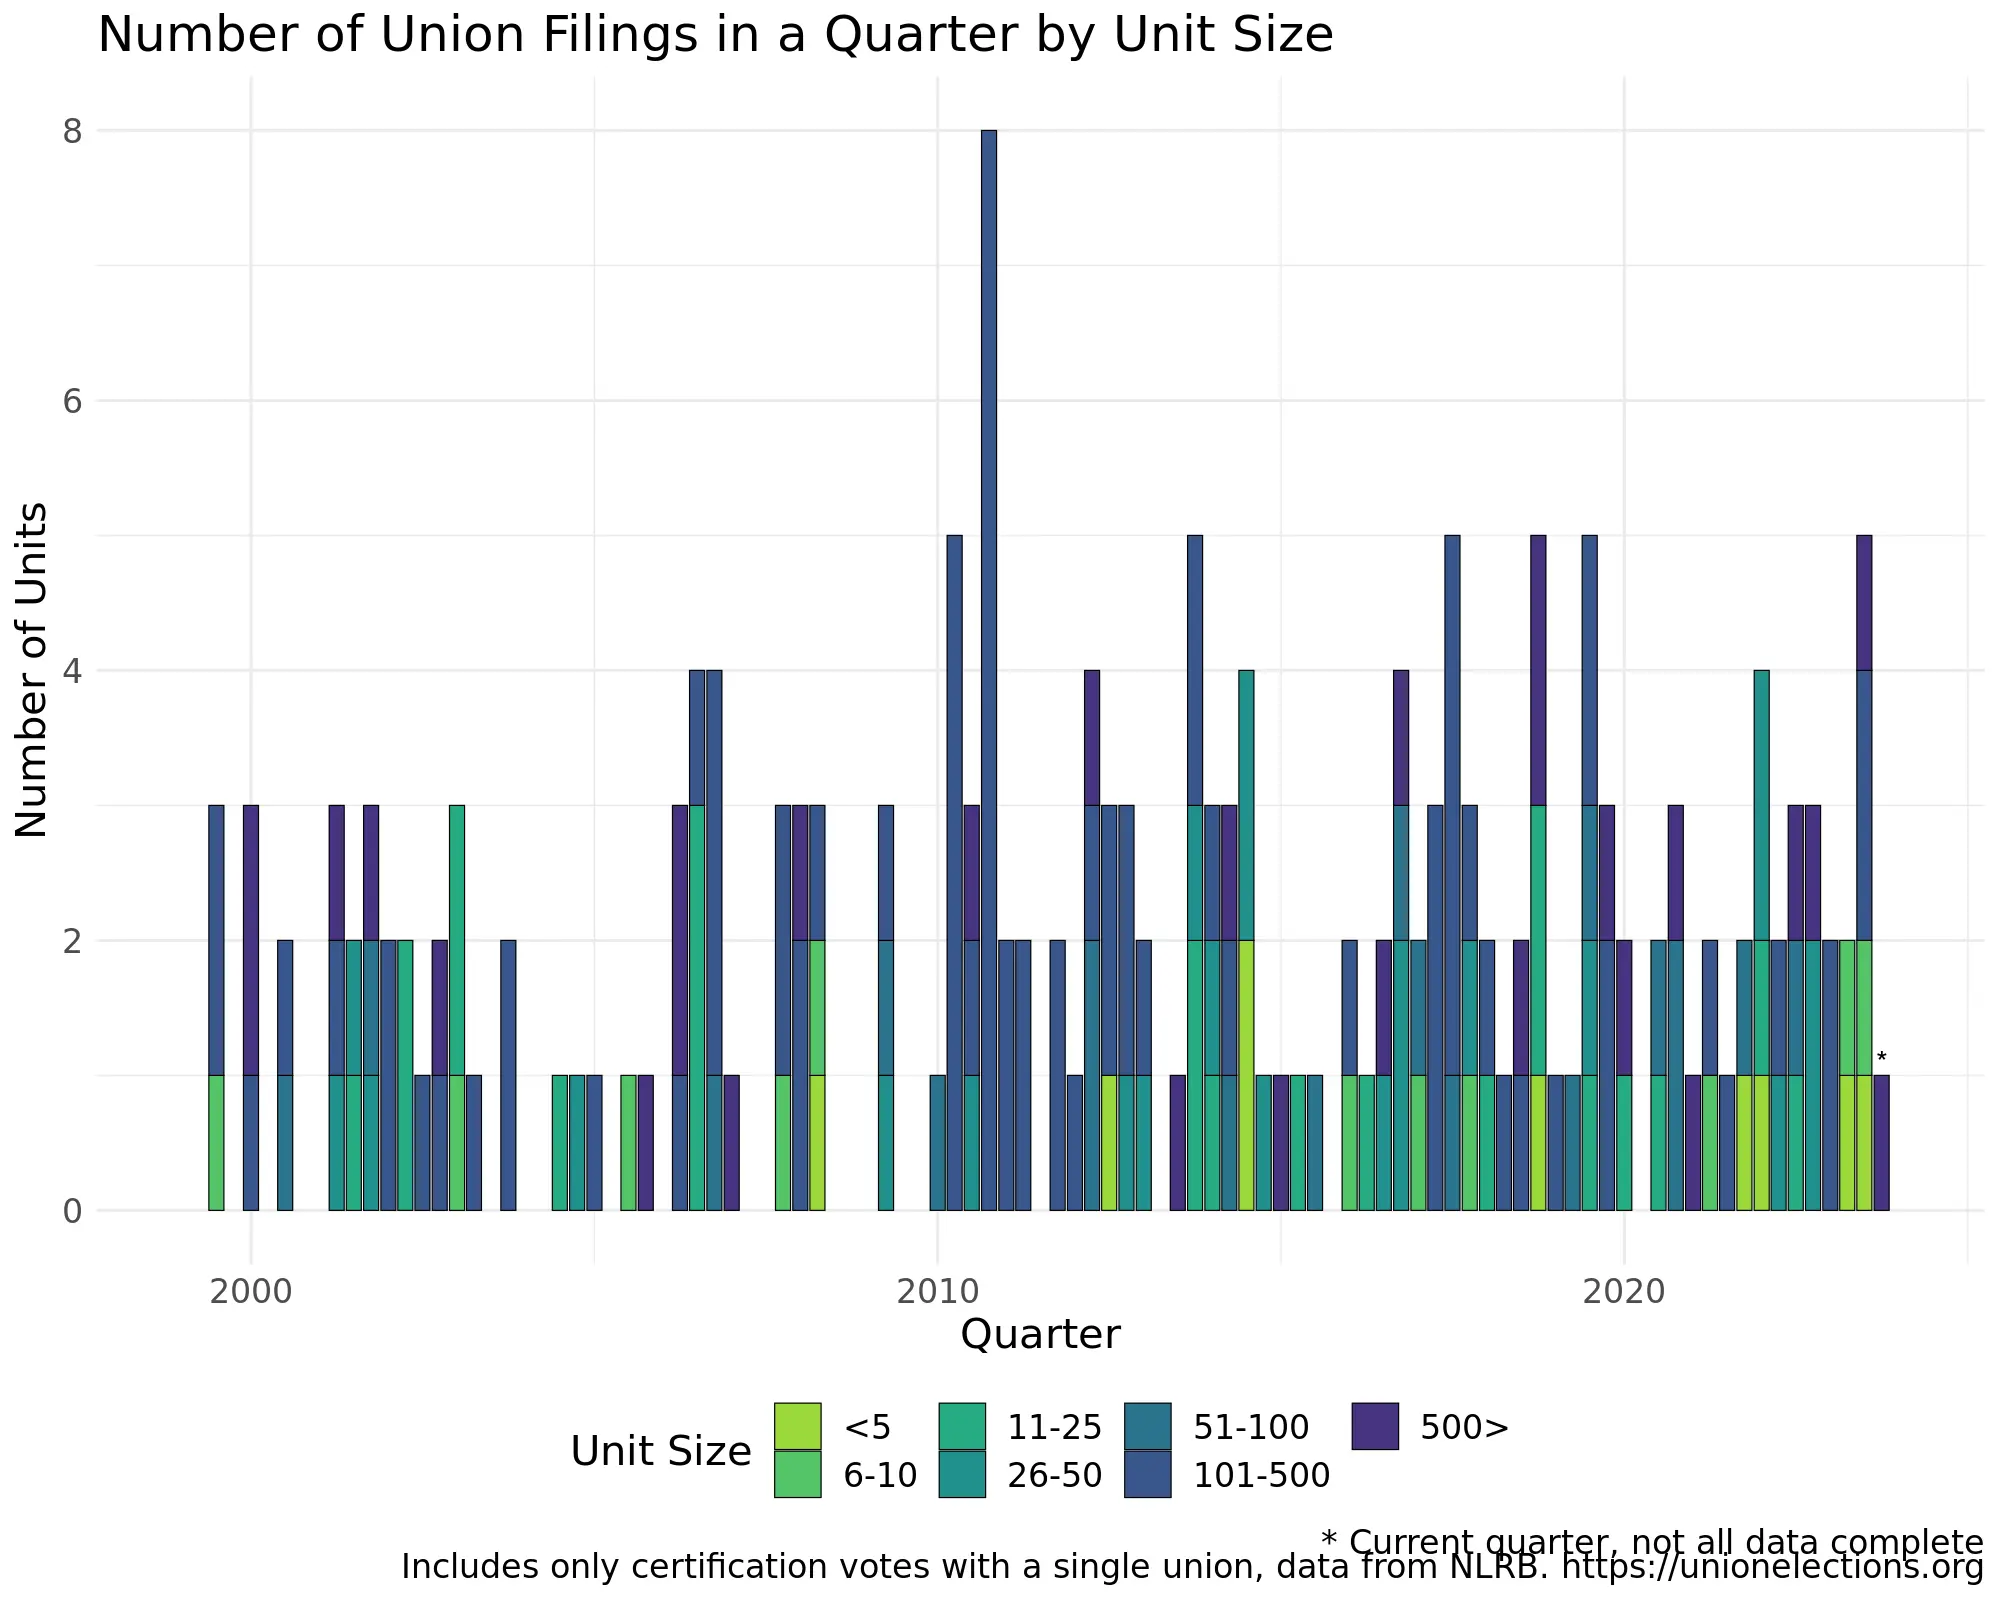 Number of Union Filings in a Quarter by Unit Size
8
6
4
2
0
Number of Units
*
2000
2010
2020
Quarter
Unit Size
<5
11-25
51-100
500>
6-10
26-50
101-500
* Current quarter, not all data complete
Includes only certification votes with a single union, data from NLRB. https://unionelections.org